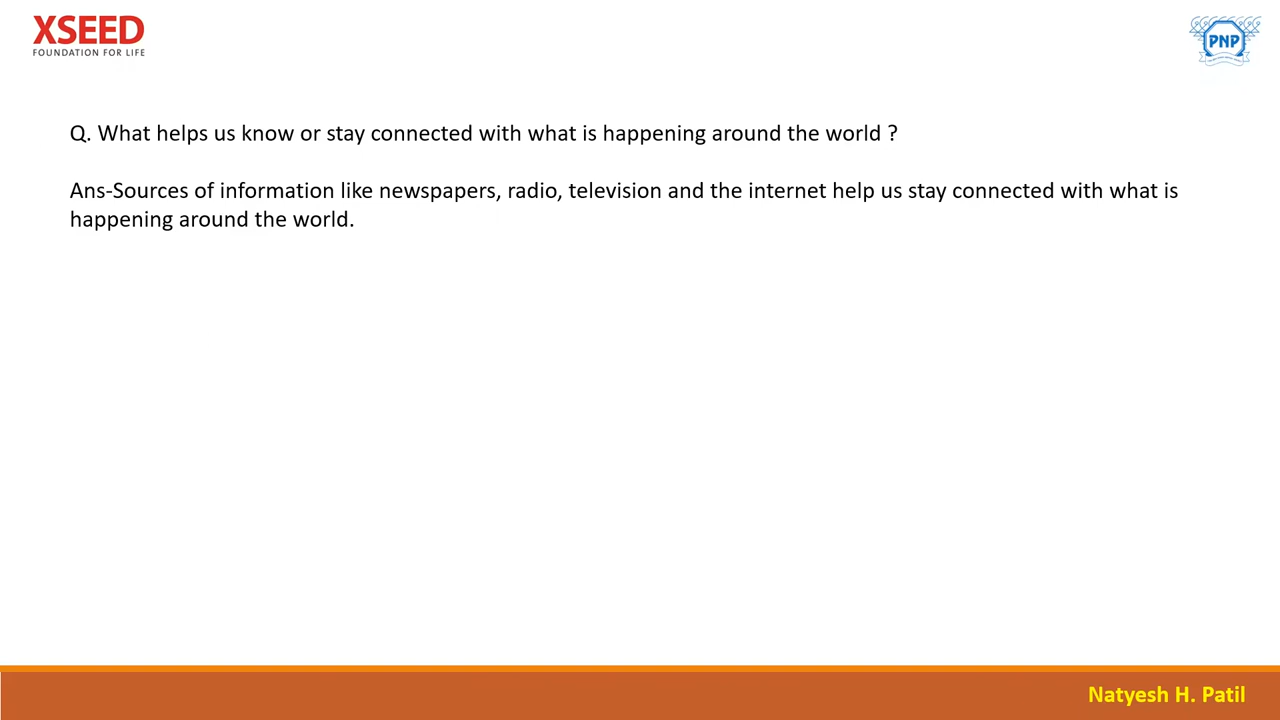 XSEED
FOUNDATION FOR LIFE
PNP
Q. What helps us know or stay connected with what is happening around the world ?
Ans-Sources of information like newspapers, radio, television and the internet help us stay connected with what is
happening around the world.
Natyesh H. Patil